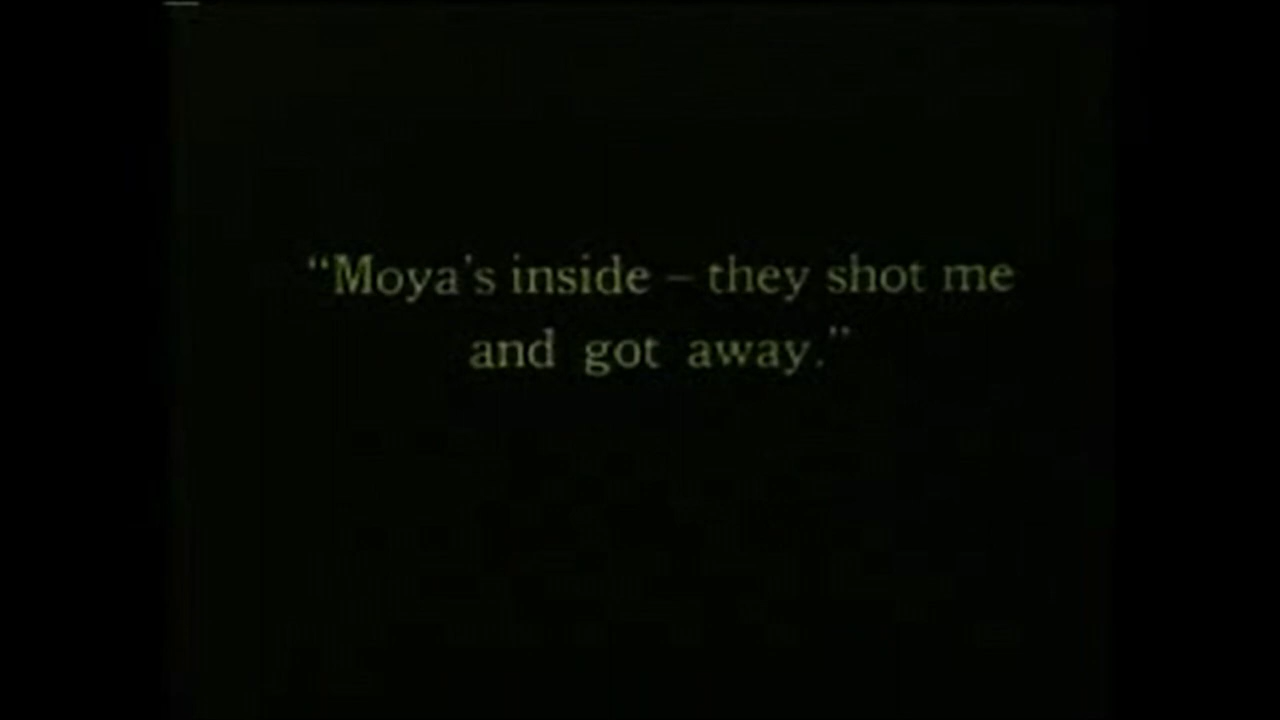 “Moya's inside – they shot me
and got away.”